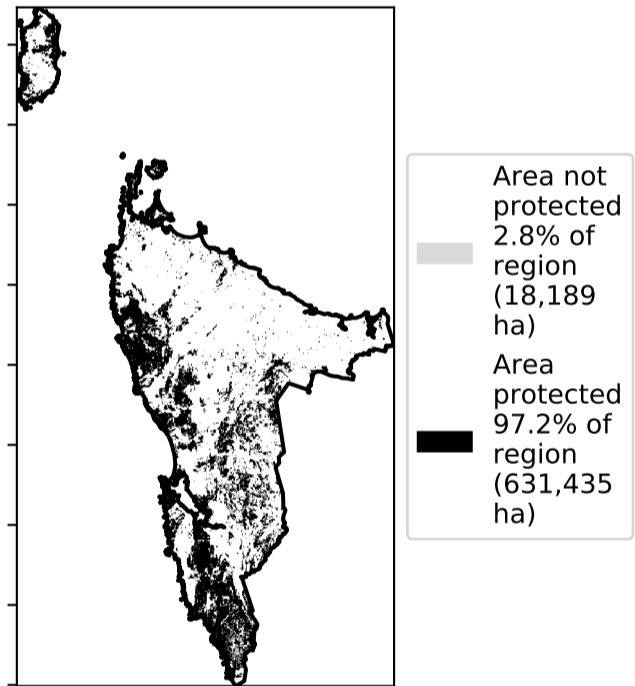 Area not
protected
2.8% of
region
(18,189
ha)
Area
protected
97.2% of
region
(631,435
ha)